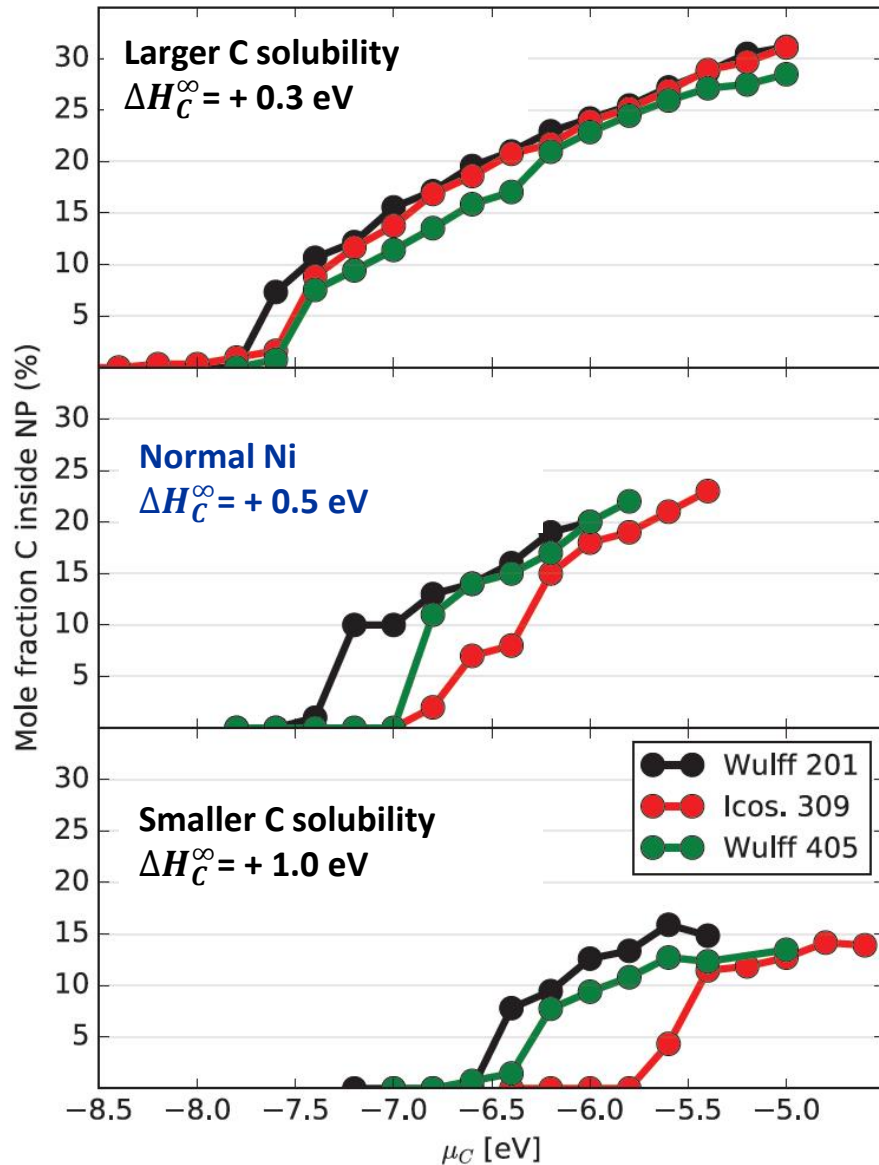 Mole fraction C inside NP (%)
30
25
20
15
10
5
Larger C solubility
ΔH_C^∞ = + 0.3 eV
30
25
20
15
10
5
Normal Ni
ΔH_C^∞ = + 0.5 eV
30
25
20
15
10
5
Smaller C solubility
ΔH_C^∞ = + 1.0 eV
Wulff 201
Icos. 309
Wulff 405
−8.5 −8.0 −7.5 −7.0 −6.5 −6.0 −5.5 −5.0
μ_C [eV]